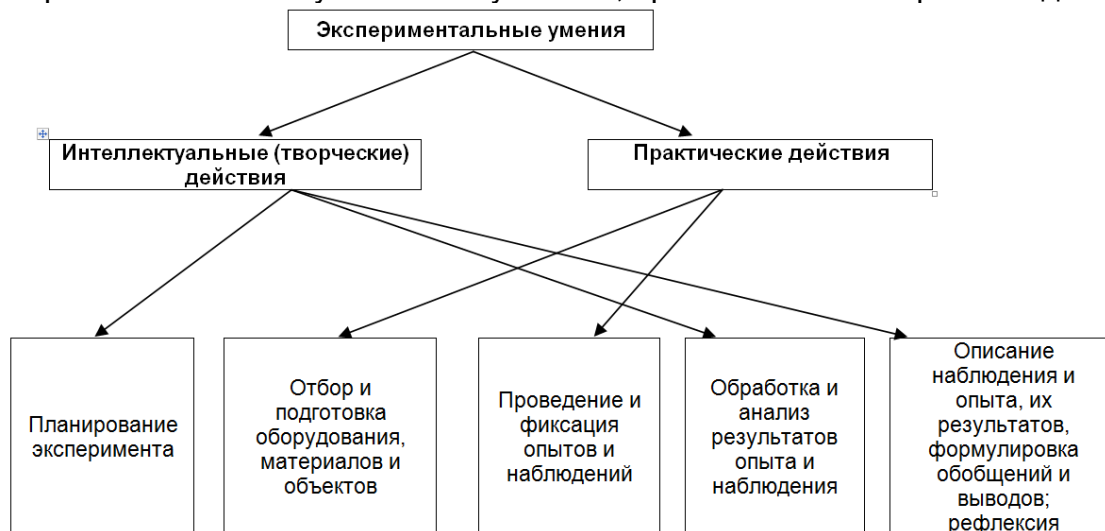 Экспериментальные умения
Интеллектуальные (творческие)
действия
Практические действия
Планирование
эксперимента
Отбор и
подготовка
оборудования,
материалов и
объектов
Проведение и
фиксация
опытов и
наблюдений
Обработка и
анализ
результатов
опыта и
наблюдения
Описание
наблюдения и
опыта, их
результатов,
формулировка
обобщений и
выводов;
рефлексия